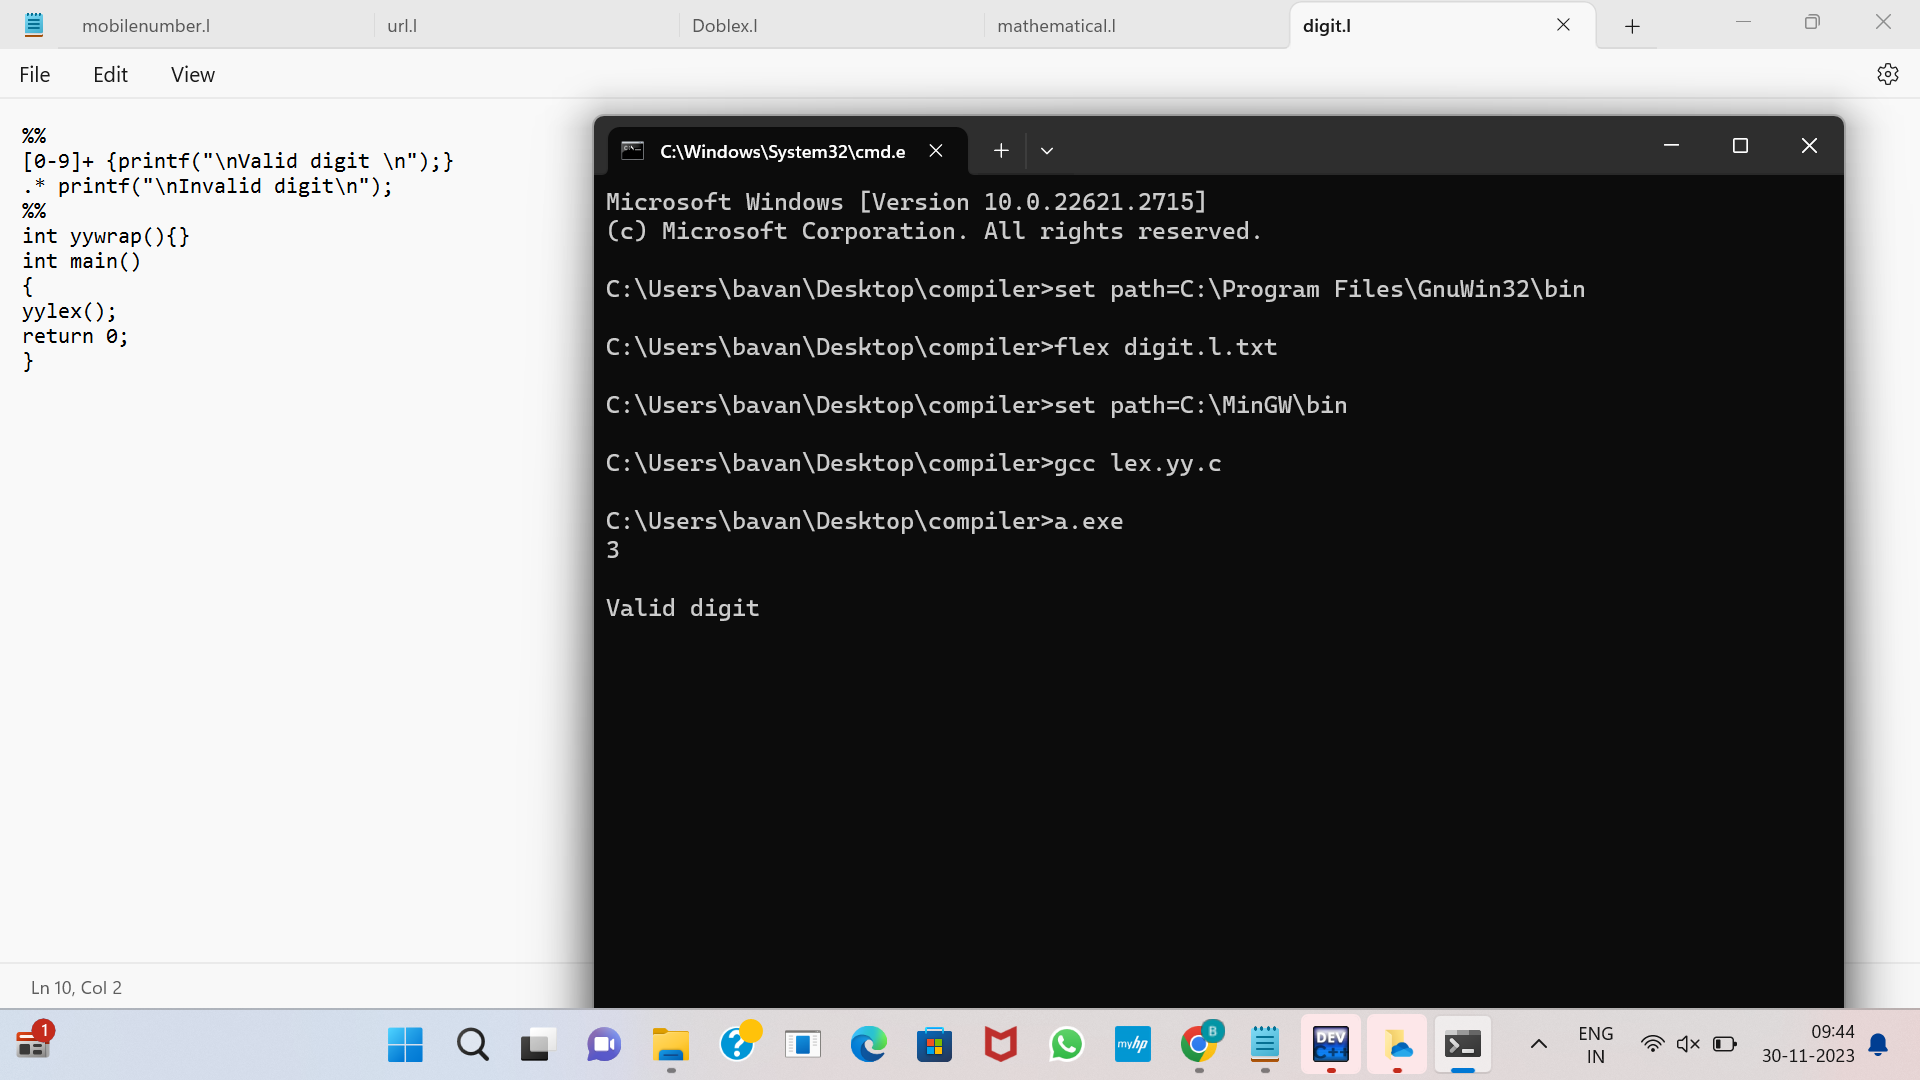 mobilenumber.l
url.l
Doblex.l
mathematical.l
digit.l
File
Edit
View
%%
[0-9]+ {printf("\nValid digit \n");}
.* printf("\nInvalid digit\n");
%%
int yywrap(){}
int main()
{
yylex();
return 0;
}
C:\Windows\System32\cmd.e
Microsoft Windows [Version 10.0.22621.2715]
(c) Microsoft Corporation. All rights reserved.
C:\Users\bavan\Desktop\compiler>set path=C:\Program Files\GnuWin32\bin
C:\Users\bavan\Desktop\compiler>flex digit.l.txt
C:\Users\bavan\Desktop\compiler>set path=C:\MinGW\bin
C:\Users\bavan\Desktop\compiler>gcc lex.yy.c
C:\Users\bavan\Desktop\compiler>a.exe
3
Valid digit
Ln 10, Col 2
1
myhp
B
DEV
C++
ENG
IN
09:44
30-11-2023